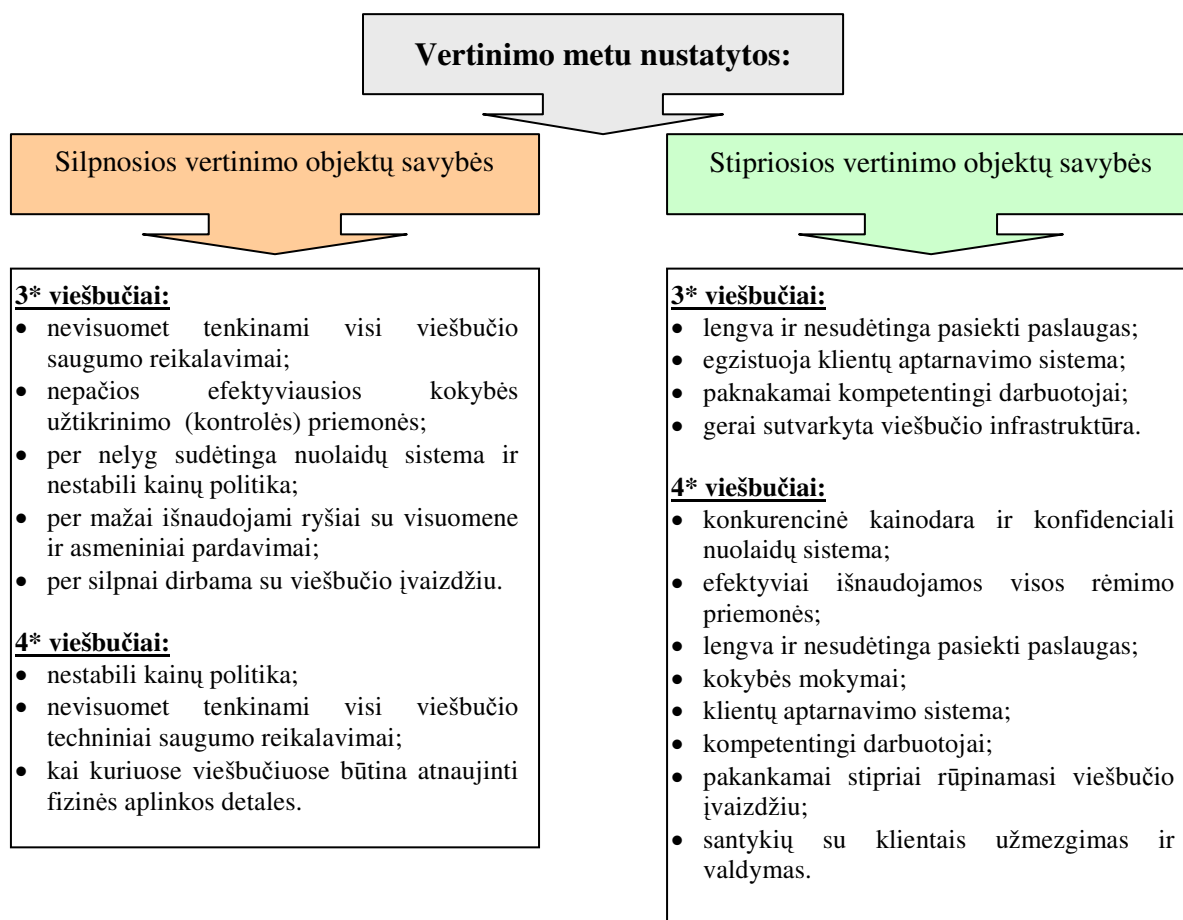 Vertinimo metu nustatytos:
Silpnosios vertinimo objektų savybės
3* viešbučiai:
• nevisuomet tenkinami visi viešbučio
saugumo reikalavimai;
• nepačios efektyviausios kokybės
užtikrinimo (kontrolės) priemonės;
• per nelyg sudėtinga nuolaidų sistema ir
nestabili kainų politika;
• per mažai išnaudojami ryšiai su visuomene
ir asmeniniai pardavimai;
• per silpnai dirbama su viešbučio įvaizdžiu.
4* viešbučiai:
• nestabili kainų politika;
• nevisuomet tenkinami visi viešbučio
techniniai saugumo reikalavimai;
• kai kuriuose viešbučiuose būtina atnaujinti
fizinės aplinkos detales.
Stipriosios vertinimo objektų savybės
3* viešbučiai:
• lengva ir nesudėtinga pasiekti paslaugas;
• egzistuoja klientų aptarnavimo sistema;
• paknakamai kompetentingi darbuotojai;
• gerai sutvarkyta viešbučio infrastruktūra.
4* viešbučiai:
• konkurencinė kainodara ir konfidenciali
nuolaidų sistema;
• efektyviai išnaudojamos visos rėmimo
priemonės;
• lengva ir nesudėtinga pasiekti paslaugas;
• kokybės mokymai;
• klientų aptarnavimo sistema;
• kompetentingi darbuotojai;
• pakankamai stipriai rūpinamasi viešbučio
įvaizdžiu;
• santykių su klientais užmezgimas ir
valdymas.